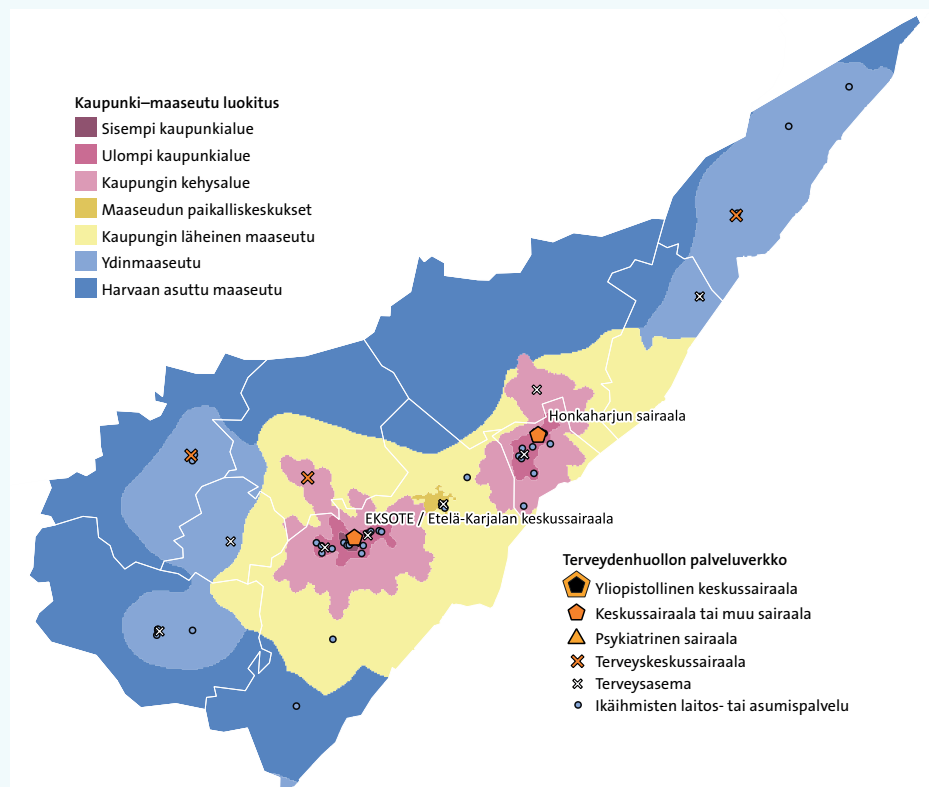 Kaupunki–maaseutu luokitus
Sisempi kaupunkialue
Ulompi kaupunkialue
Kaupungin kehysalue
Maaseudun paikalliskeskukset
Kaupungin läheinen maaseutu
Ydinmaaseutu
Harvaan asuttu maaseutu
Honkaharjun sairaala
EKSOTE / Etelä-Karjalan keskussairaala
Terveydenhuollon palveluverkko
Yliopistollinen keskussairaala
Keskussairaala tai muu sairaala
Psykiatrinen sairaala
Terveyskeskussairaala
Terveysasema
Ikäihmisten laitos- tai asumispalvelu